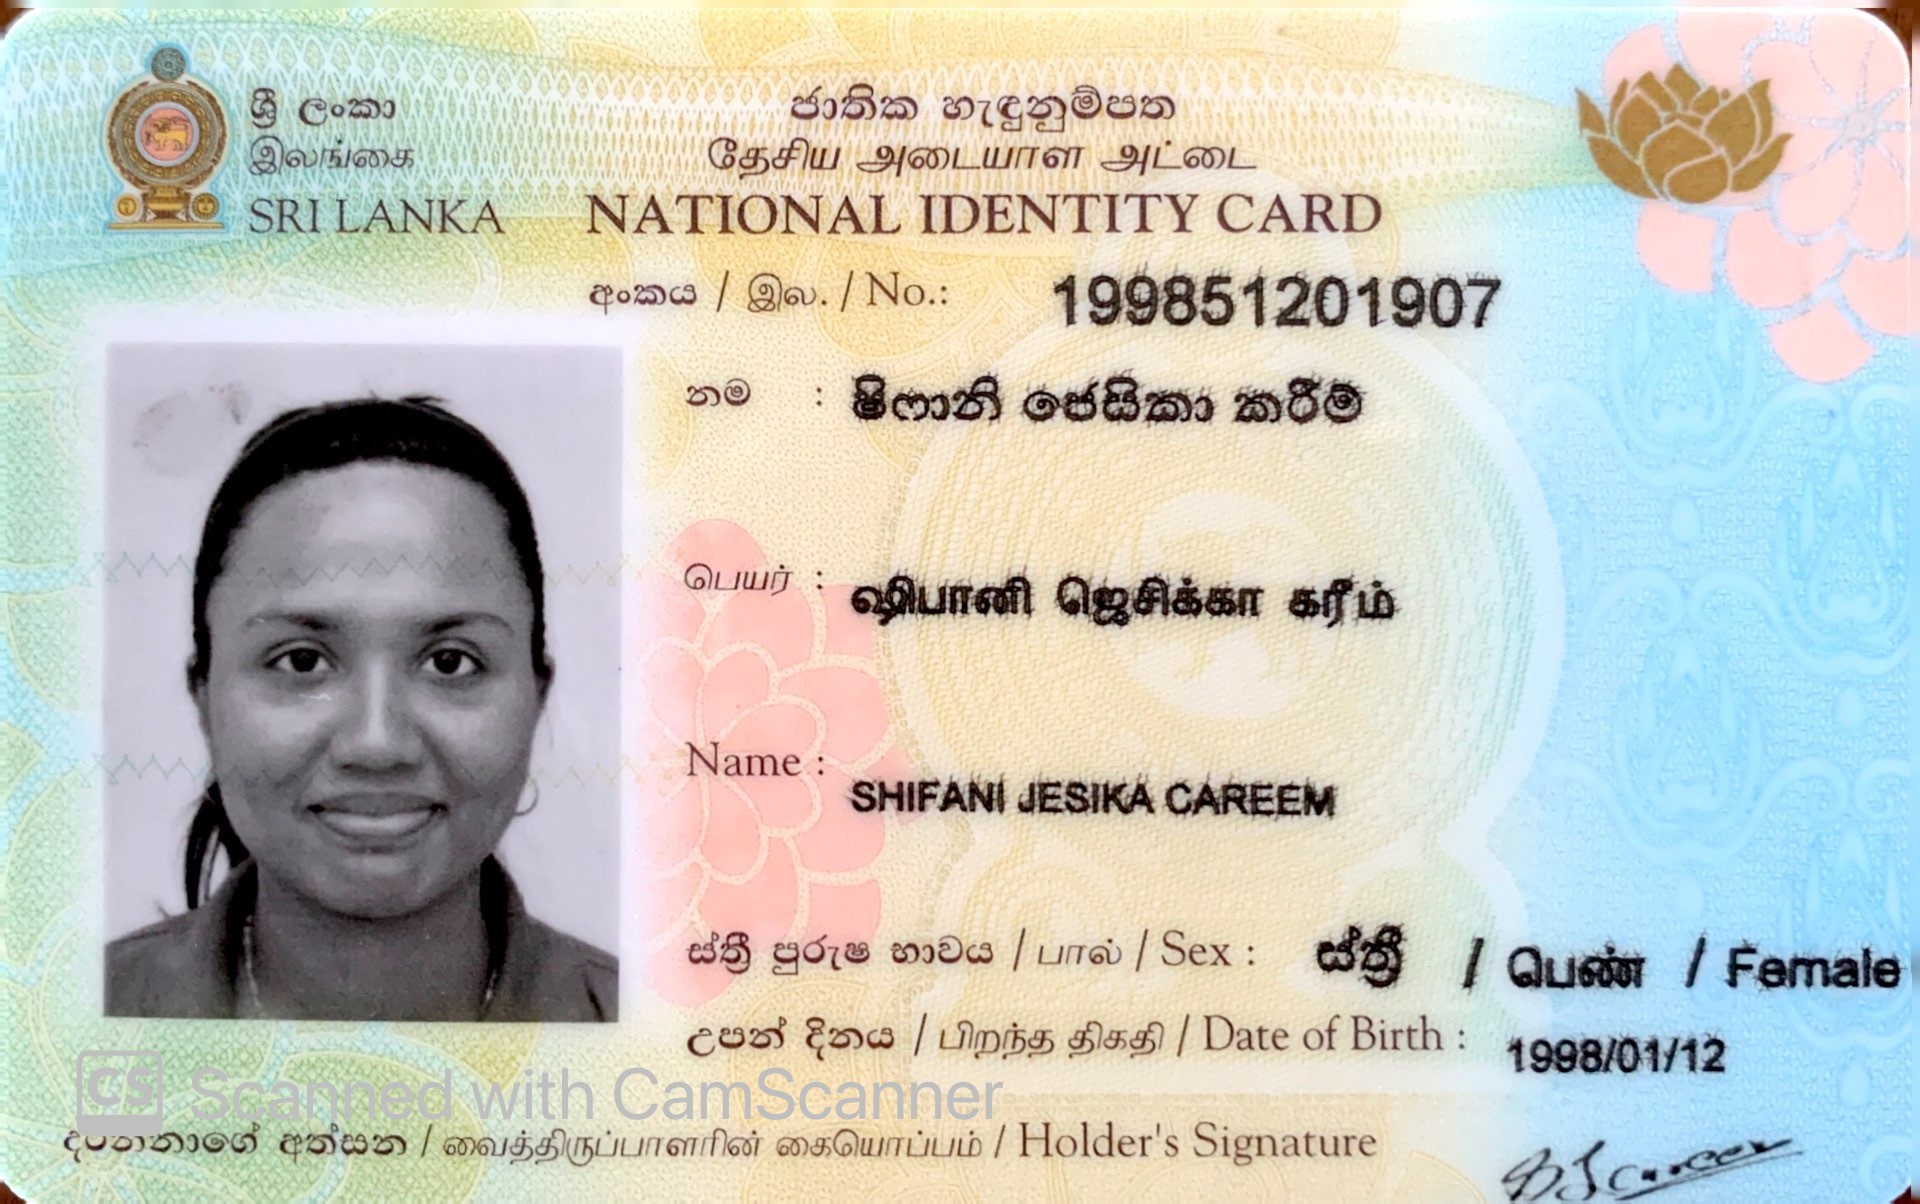 ශ්‍රී ලංකා
இலங்கை
SRI LANKA
ජාතික හැඳුනුම්පත
தேசிய அடையாள அட்டை
NATIONAL IDENTITY CARD
අංකය / இல. / No.: 199851201907
නම : ෂිෆානි ජෙසිකා කරීම්
பெயர் : ஷிபானி ஜெசிக்கா கரீம்
Name : SHIFANI JESIKA CAREEM
ස්ත්‍රී පුරුෂ භාවය / பால் / Sex : ස්ත්‍රී / பெண் / Female
උපන් දිනය / பிறந்த திகதி / Date of Birth : 1998/01/12
CS Scanned with CamScanner
අත්සන / வைத்திருப்பாளரின் கையொப்பம் / Holder's Signature